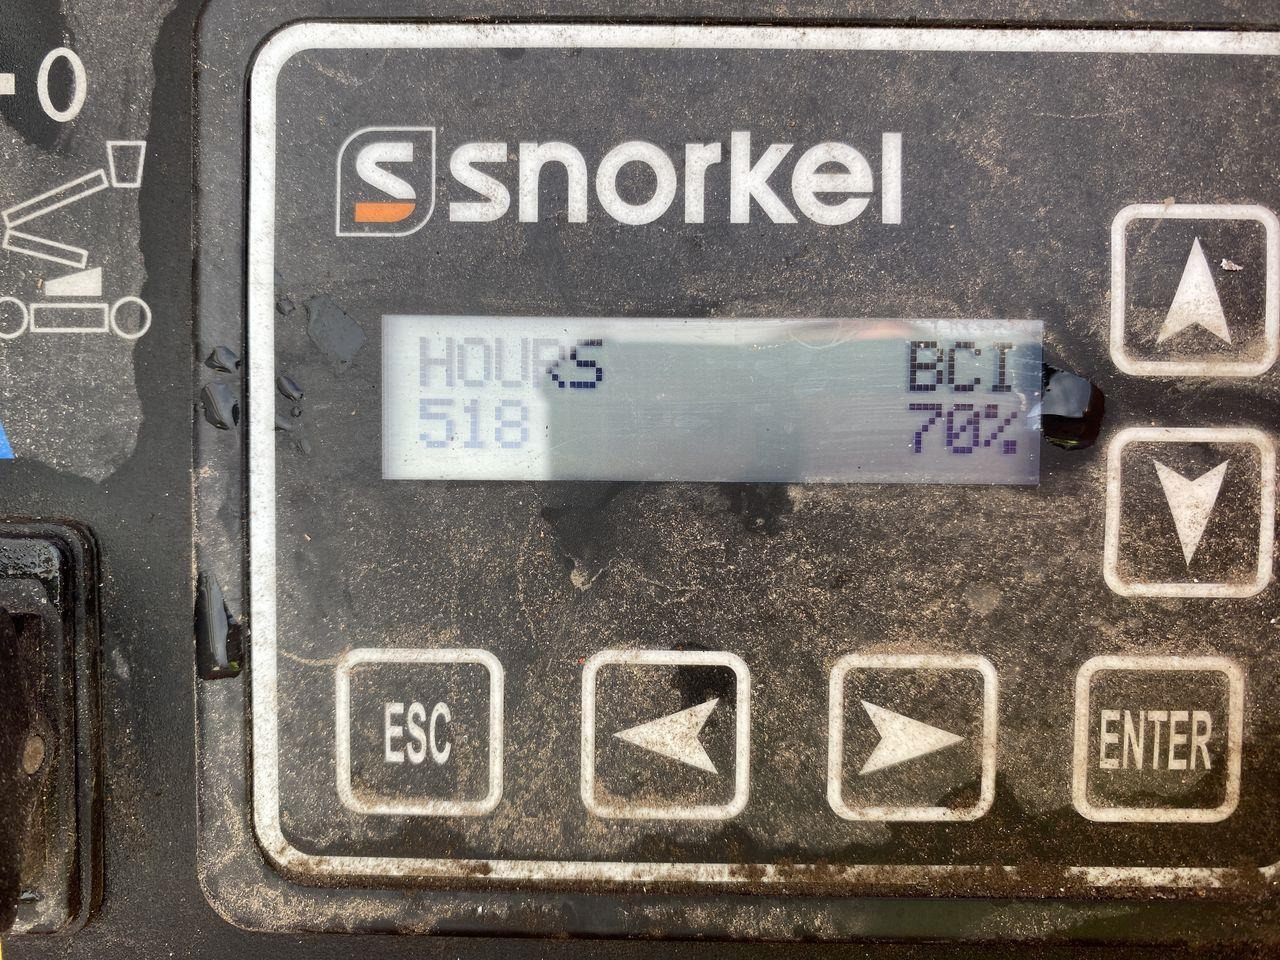 snorkel
HOURS BCI
518 70%
ESC ENTER